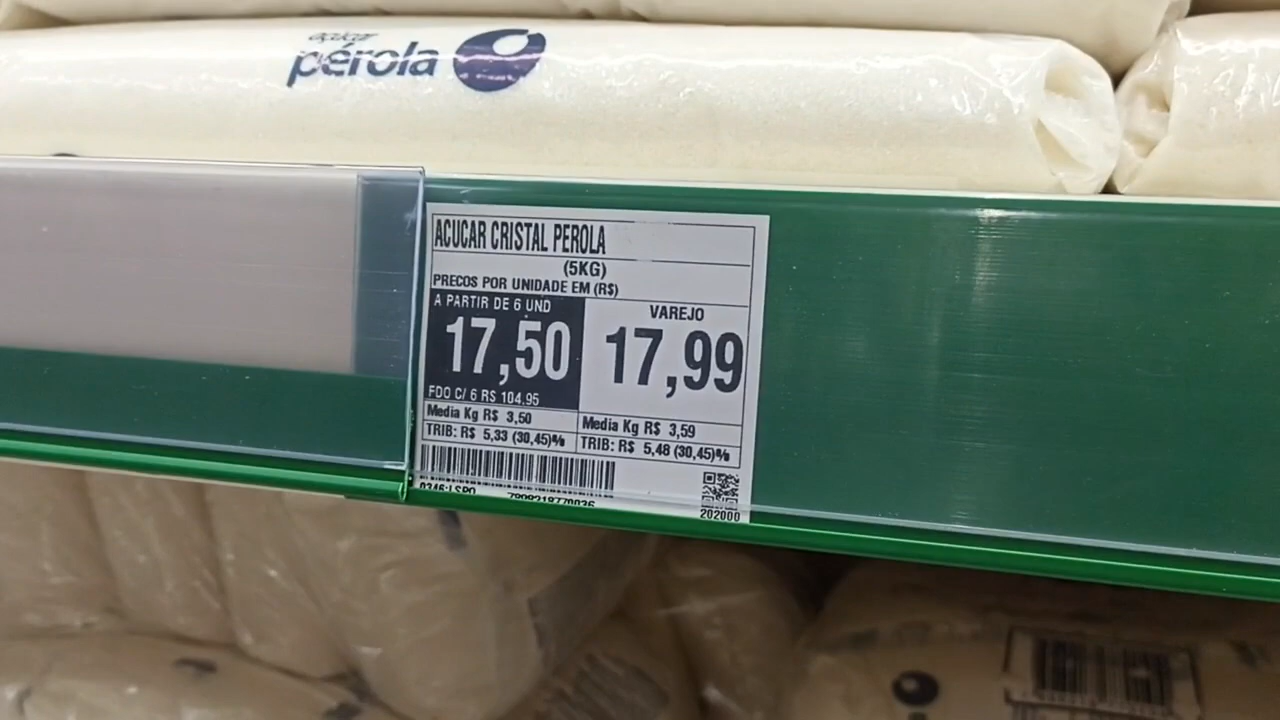 açúcar
pérola
ACUCAR CRISTAL PEROLA
(5KG)
PRECOS POR UNIDADE EM (R$)
A PARTIR DE 6 UND
17,50
FDO C/ 6 RS 104.95
VAREJO
17,99
Media Kg R$ 3,50
Media Kg R$ 3,59
TRIB: R$ 5,33 (30,45)%
TRIB: R$ 5,48 (30,45)%
202000